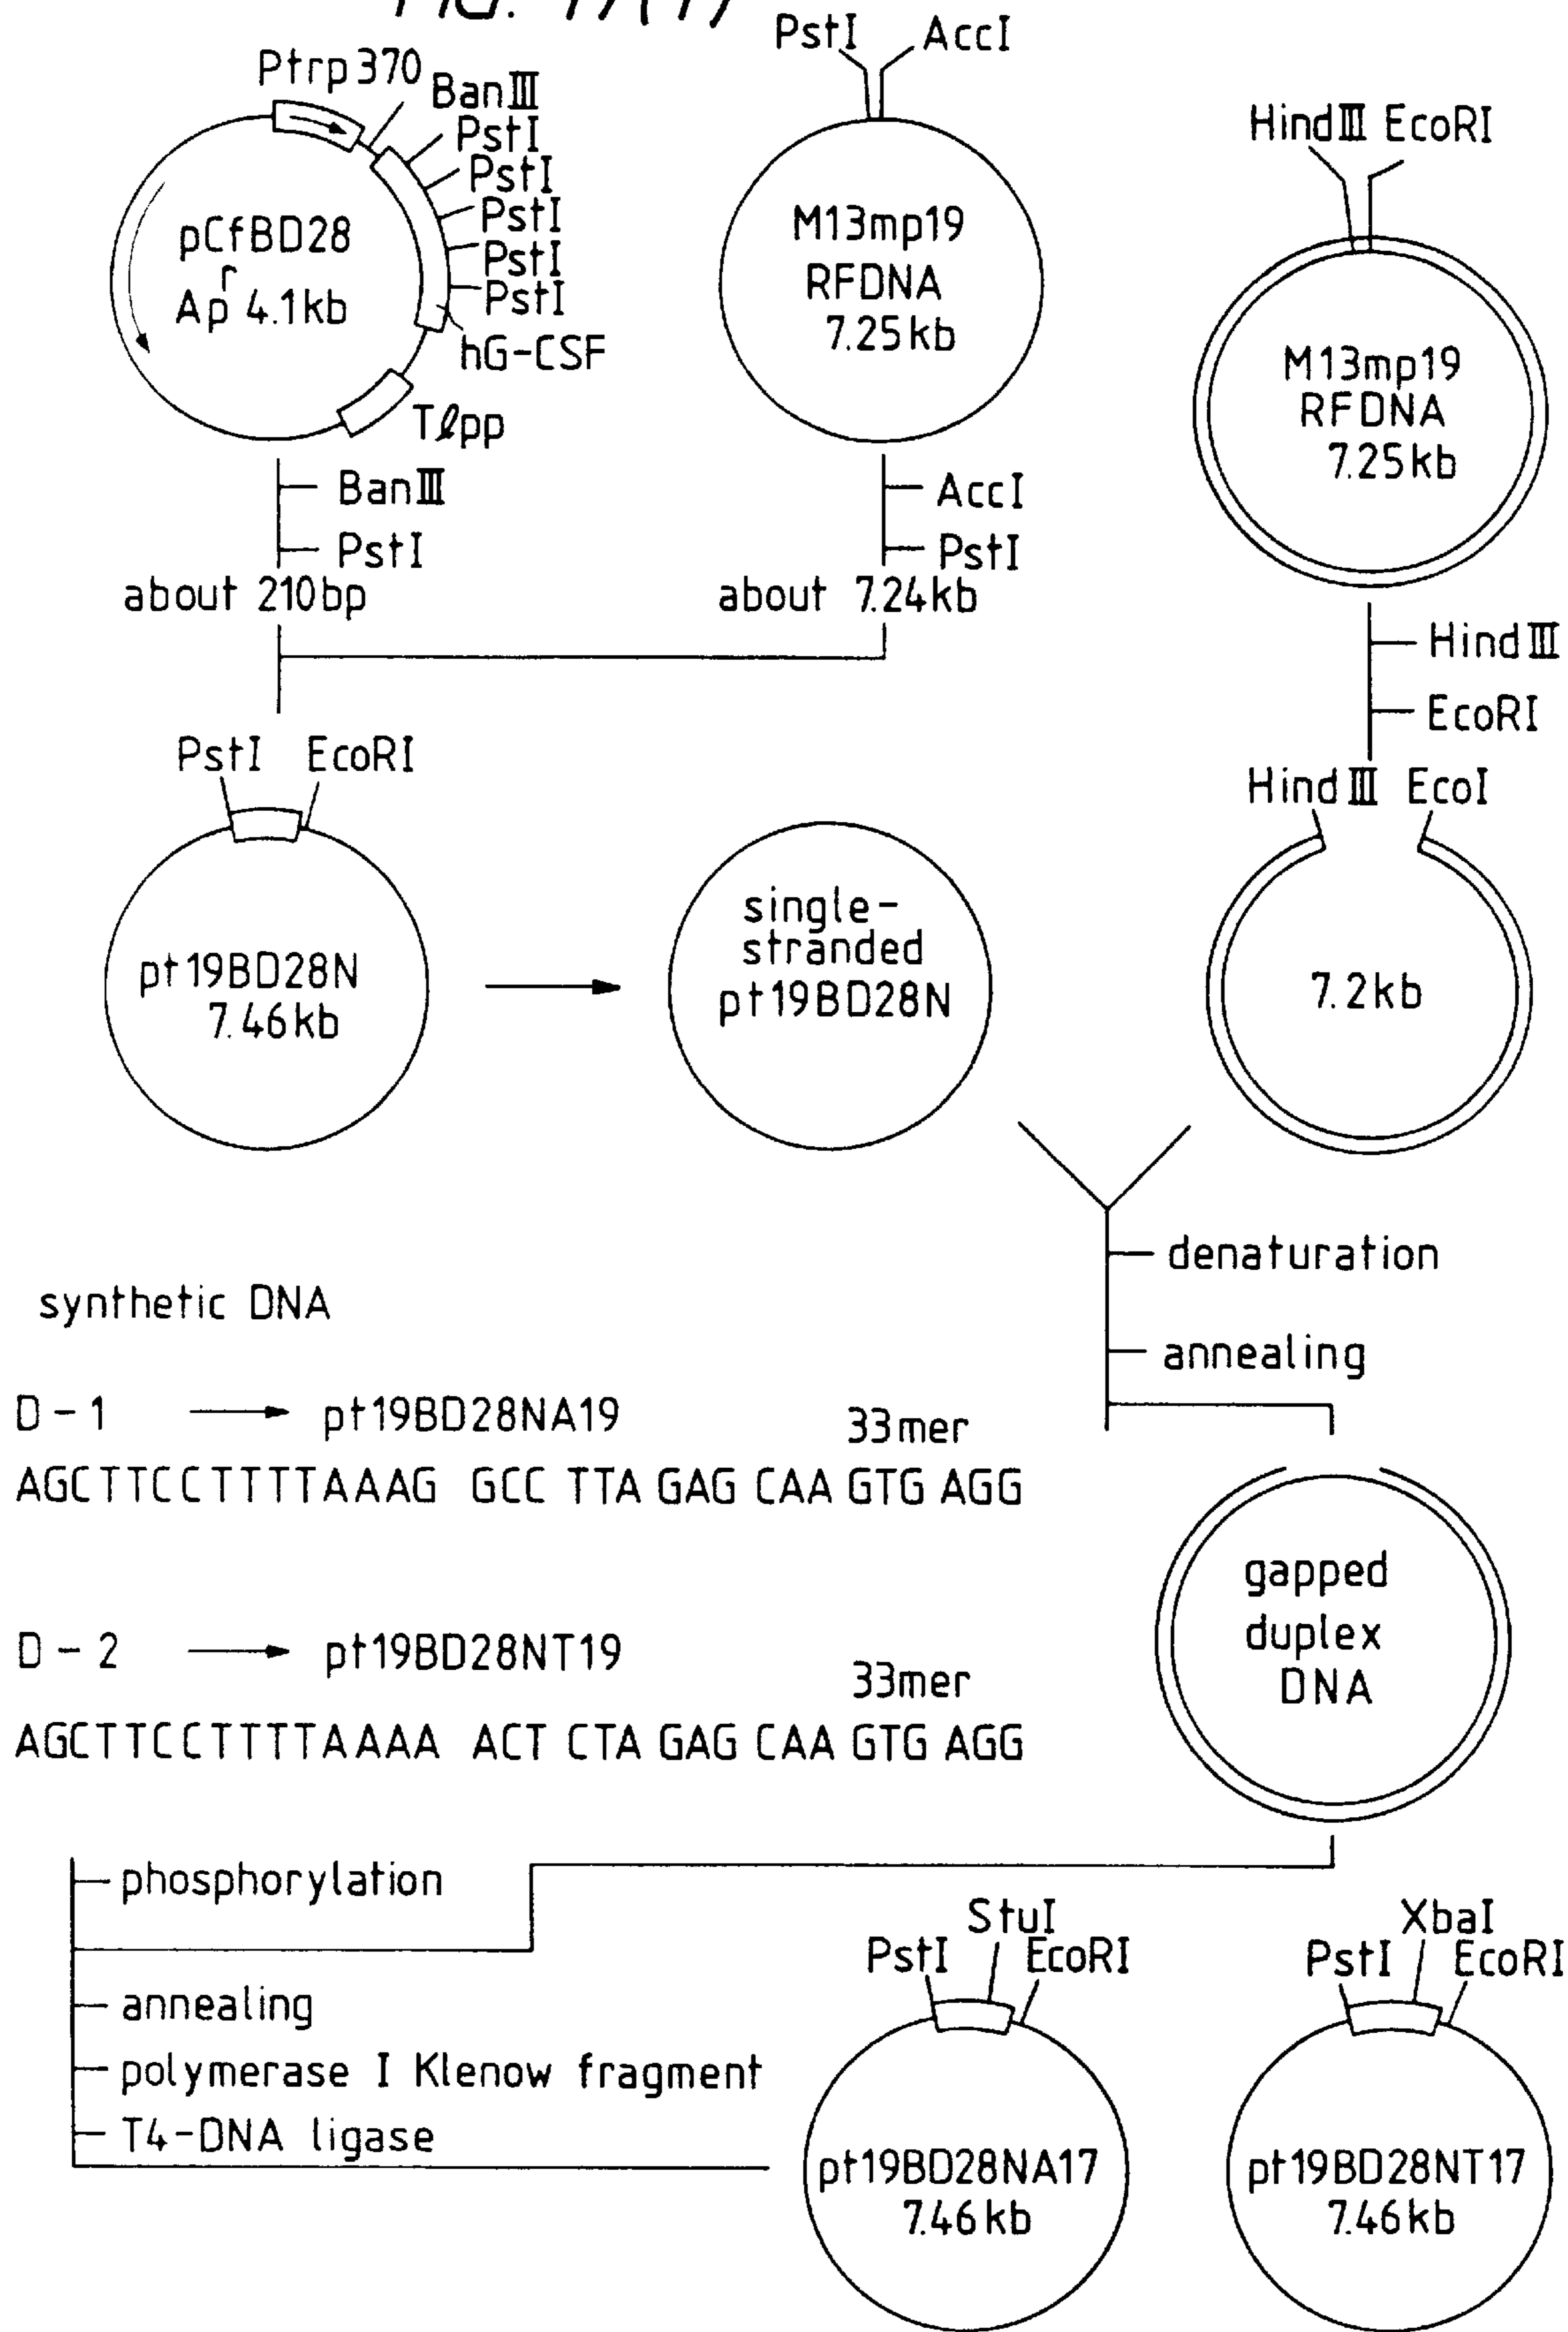 PstI AccI
Ptrp370
BanIII
PstI
PstI
PstI
PstI
PstI
pCfBD28
Apʳ 4.1kb
hG-CSF
Tℓpp
M13mp19
RFDNA
7.25kb
HindIII EcoRI
M13mp19
RFDNA
7.25kb
BanIII
PstI
about 210bp
AccI
PstI
about 7.24kb
HindIII
EcoRI
PstI EcoRI
pt19BD28N
7.46kb
single-
stranded
pt19BD28N
HindIII EcoI
7.2kb
denaturation
annealing
synthetic DNA
D-1 → pt19BD28NA19
33mer
AGCTTCCTTTTAAAG GCC TTA GAG CAA GTG AGG
D-2 → pt19BD28NT19
33mer
AGCTTCCTTTTAAAA ACT CTA GAG CAA GTG AGG
gapped
duplex
DNA
phosphorylation
annealing
polymerase I Klenow fragment
T4-DNA ligase
StuI
PstI EcoRI
pt19BD28NA17
7.46kb
XbaI
PstI EcoRI
pt19BD28NT17
7.46kb